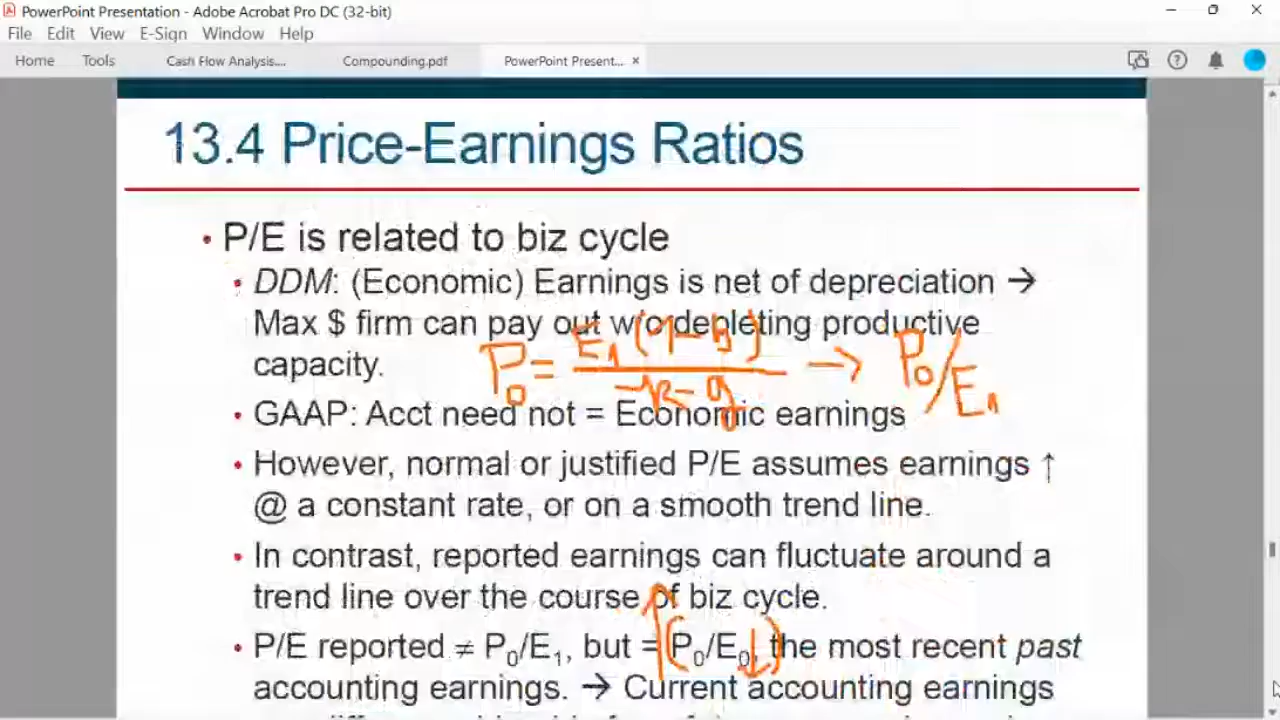 PowerPoint Presentation - Adobe Acrobat Pro DC (32-bit)
File Edit View E-Sign Window Help
Home Tools Cash Flow Analysis.... Compounding.pdf PowerPoint Present... ×
13.4 Price-Earnings Ratios
• P/E is related to biz cycle
• DDM: (Economic) Earnings is net of depreciation →
Max $ firm can pay out w/o depleting productive
capacity.
P₀ = E₁(1-b) / k-g → P₀/E₁
• GAAP: Acct need not = Economic earnings
• However, normal or justified P/E assumes earnings ↑
@ a constant rate, or on a smooth trend line.
• In contrast, reported earnings can fluctuate around a
trend line over the course of biz cycle.
• P/E reported ≠ P₀/E₁, but = ↑(P₀/E₀, ↓) the most recent past
accounting earnings. → Current accounting earnings